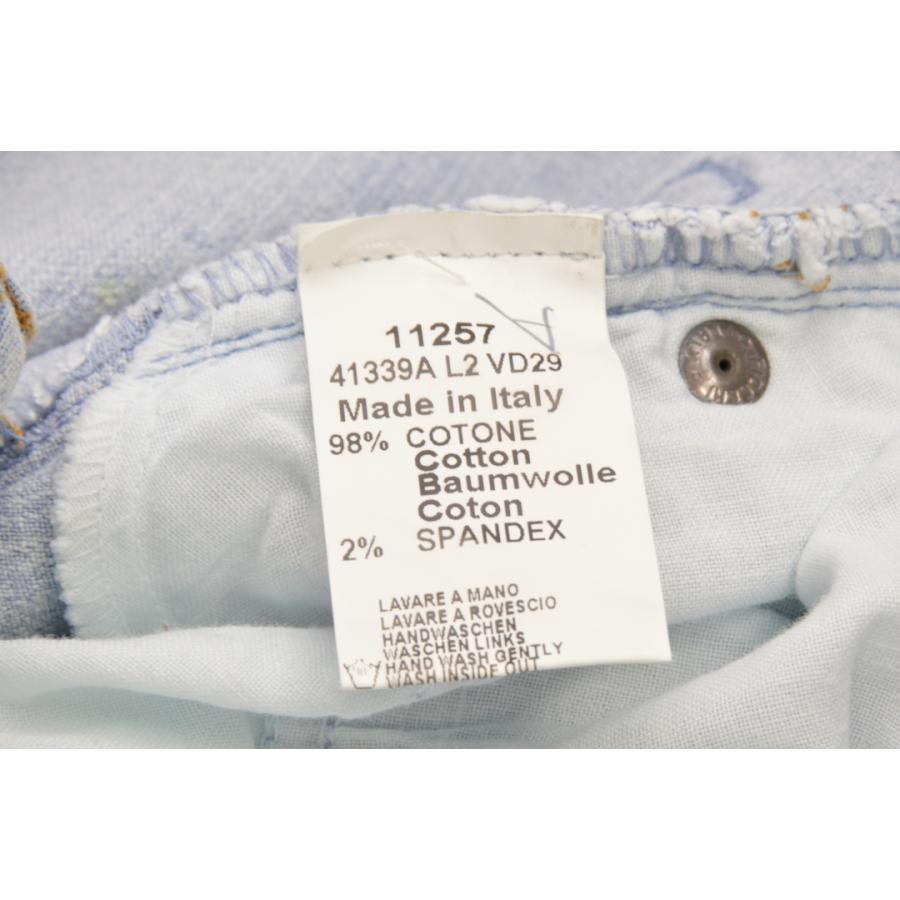 11257
41339A L2 VD29
Made in Italy
98% COTONE
Cotton
Baumwolle
Coton
2% SPANDEX
LAVARE A MANO
LAVARE A ROVESCIO
HANDWASCHEN
WASCHEN LINKS
HAND WASH GENTLY
WASH INSIDE OUT